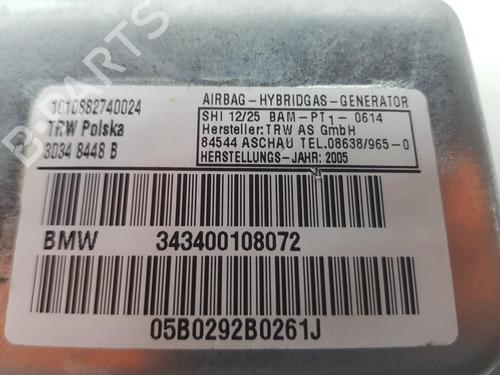 1010882740024
TRW Polska
3034 8448 B
AIRBAG-HYBRIDGAS-GENERATOR
SHI 12/25 BAM-PT1-0614
Hersteller:TRW AS GmbH
84544 ASCHAU TEL.08638/965-0
HERSTELLUNGS-JAHR:2005
BMW 343400108072
05B0292B0261J
B-PARTS